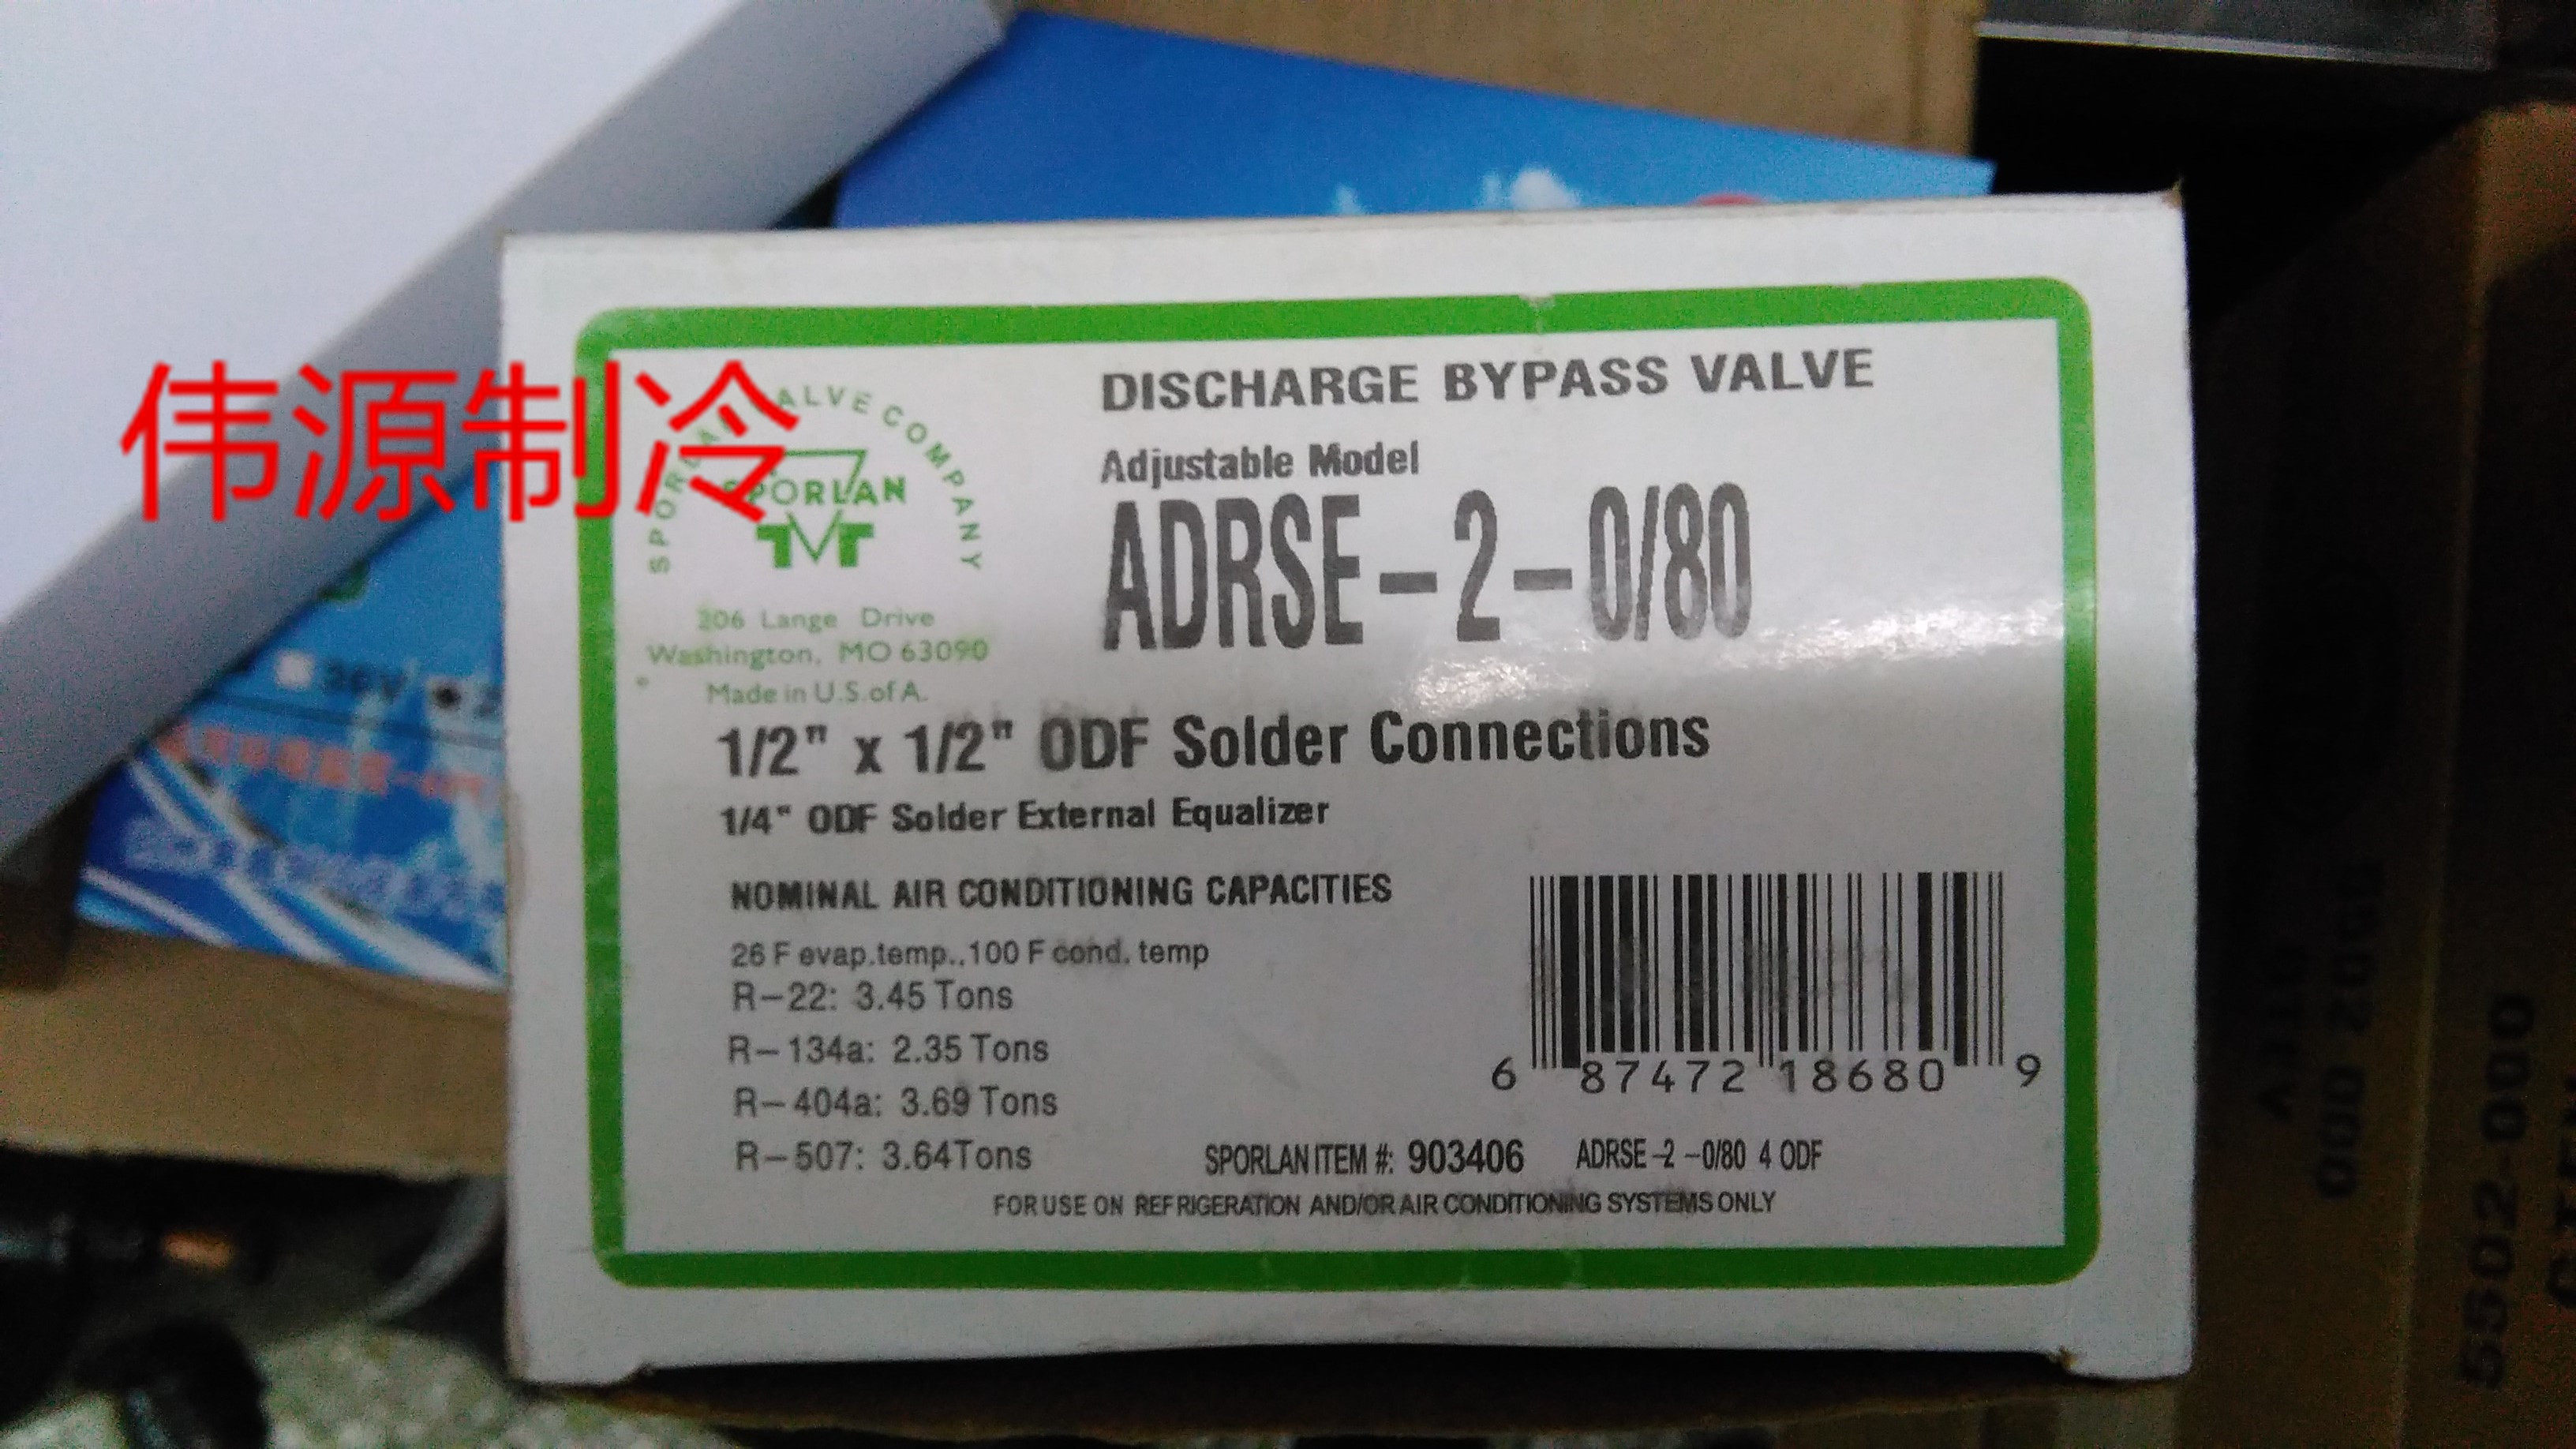 伟源制冷
VALVE COMPANY
SPORLAN
206 Lange Drive
Washington, MO 63090
Made in U.S.of A.
DISCHARGE BYPASS VALVE
Adjustable Model
ADRSE-2-0/80
1/2" x 1/2" ODF Solder Connections
1/4" ODF Solder External Equalizer
NOMINAL AIR CONDITIONING CAPACITIES
26 F evap.temp.,100 F cond. temp
R-22: 3.45 Tons
R-134a: 2.35 Tons
R-404a: 3.69 Tons
R-507: 3.64Tons
6 87472 18680 9
SPORLAN ITEM #: 903406 ADRSE-2-0/80 4 ODF
FOR USE ON REFRIGERATION AND/OR AIR CONDITIONING SYSTEMS ONLY
5502-000